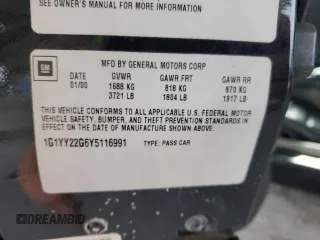 SEE OWNER'S MANUAL FOR MORE INFORMATION
GM
MFD BY GENERAL MOTORS CORP
DATE GVWR GAWR FRT GAWR RR
01/00 1688 KG 818 KG 870 KG
3721 LB 1804 LB 1917 LB
THIS VEHICLE CONFORMS TO ALL APPLICABLE U.S. FEDERAL MOTOR
VEHICLE SAFETY, BUMPER, AND THEFT PREVENTION STANDARDS IN
EFFECT ON THE DATE OF MANUFACTURE SHOWN ABOVE.
1G1YY22G6Y5116991 TYPE: PASS CAR
BIDFAX